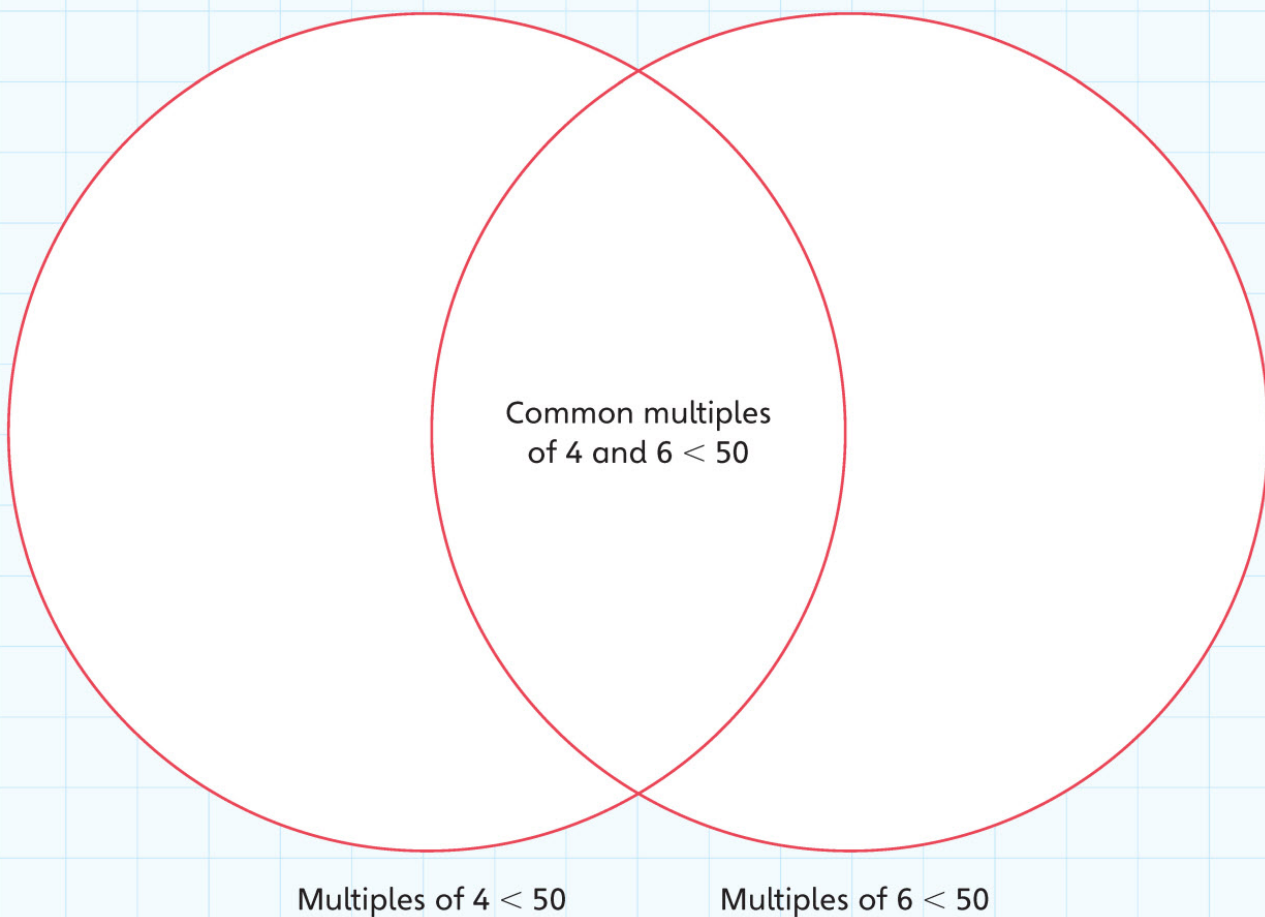 Common multiples
of 4 and 6 < 50
Multiples of 4 < 50
Multiples of 6 < 50